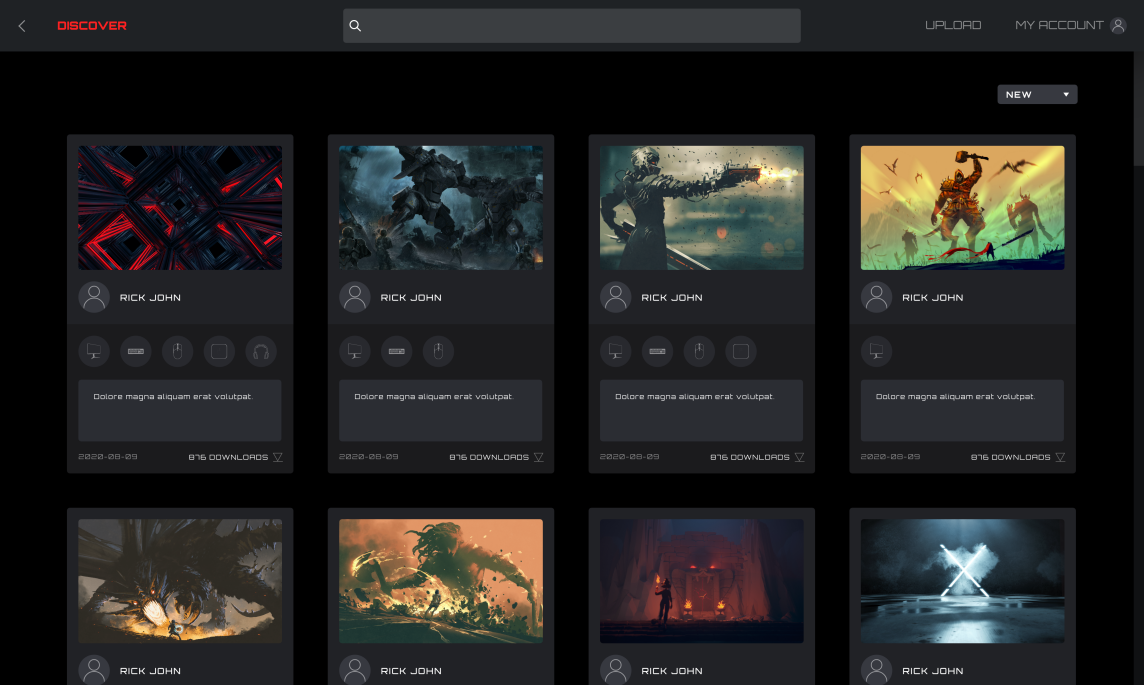 DISCOVER
UPLOAD
MY ACCOUNT
NEW
RICK JOHN
RICK JOHN
RICK JOHN
RICK JOHN
Dolore magna aliquam erat volutpat.
Dolore magna aliquam erat volutpat.
Dolore magna aliquam erat volutpat.
Dolore magna aliquam erat volutpat.
2020-08-09
876 DOWNLOADS
2020-08-09
876 DOWNLOADS
2020-08-09
876 DOWNLOADS
2020-08-09
876 DOWNLOADS
RICK JOHN
RICK JOHN
RICK JOHN
RICK JOHN